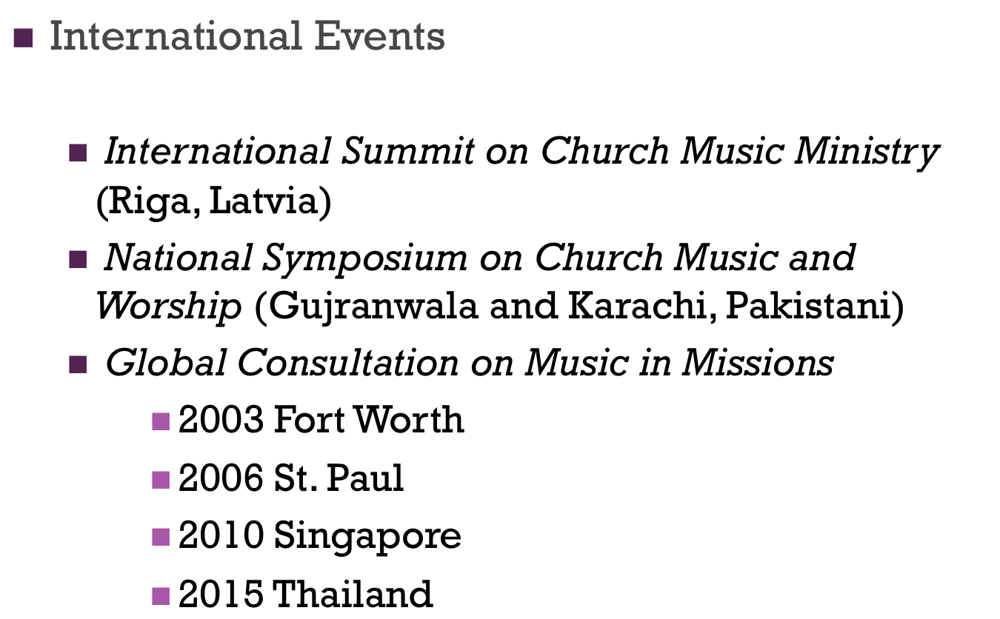 International Events
International Summit on Church Music Ministry
(Riga, Latvia)
National Symposium on Church Music and
Worship (Gujranwala and Karachi, Pakistani)
Global Consultation on Music in Missions
2003 Fort Worth
2006 St. Paul
2010 Singapore
2015 Thailand